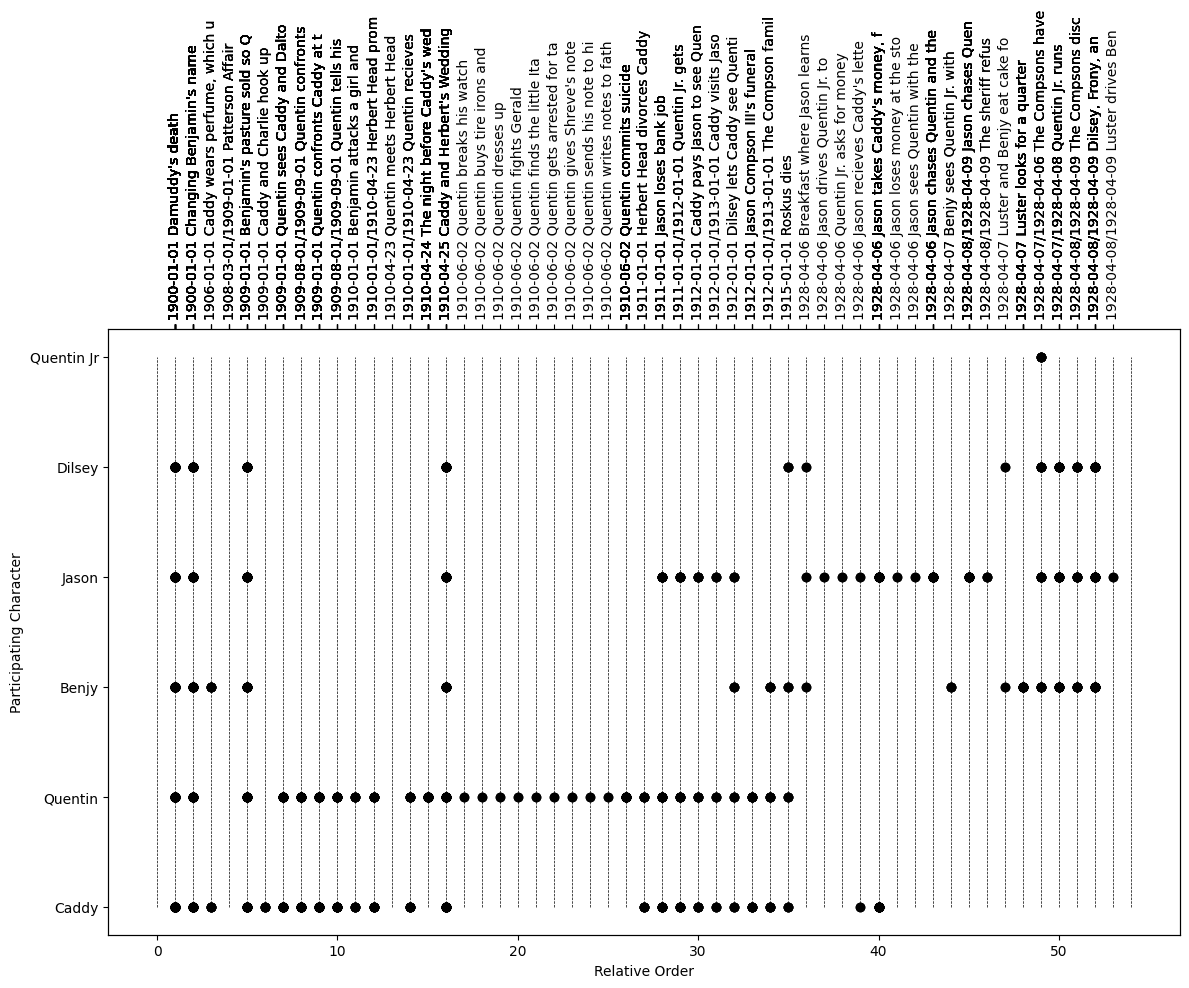 1900-01-01 Damuddy's death
1900-01-01 Changing Benjamin's name
1906-01-01 Caddy wears perfume, which u
1908-03-01/1909-01-01 Patterson Affair
1909-01-01 Benjamin's pasture sold so Q
1909-01-01 Caddy and Charlie hook up
1909-01-01 Quentin sees Caddy and Dalto
1909-08-01/1909-09-01 Quentin confronts
1909-01-01 Quentin confronts Caddy at t
1909-08-01/1909-09-01 Quentin tells his
1910-01-01 Benjamin attacks a girl and
1910-01-01/1910-04-23 Herbert Head prom
1910-04-23 Quentin meets Herbert Head
1910-01-01/1910-04-23 Quentin recieves
1910-04-24 The night before Caddy's wed
1910-04-25 Caddy and Herbert's Wedding
1910-06-02 Quentin breaks his watch
1910-06-02 Quentin buys tire irons and
1910-06-02 Quentin dresses up
1910-06-02 Quentin fights Gerald
1910-06-02 Quentin finds the little Ita
1910-06-02 Quentin gets arrested for ta
1910-06-02 Quentin gives Shreve's note
1910-06-02 Quentin sends his note to hi
1910-06-02 Quentin writes notes to fath
1910-06-02 Quentin commits suicide
1911-01-01 Herbert Head divorces Caddy
1911-01-01 Jason loses bank job
1911-01-01/1912-01-01 Quentin Jr. gets
1912-01-01 Caddy pays Jason to see Quen
1912-01-01/1913-01-01 Caddy visits Jaso
1912-01-01 Dilsey lets Caddy see Quenti
1912-01-01 Jason Compson III's funeral
1912-01-01/1913-01-01 The Compson famil
1915-01-01 Roskus dies
1928-04-06 Breakfast where Jason learns
1928-04-06 Jason drives Quentin Jr. to
1928-04-06 Quentin Jr. asks for money
1928-04-06 Jason recieves Caddy's lette
1928-04-06 Jason takes Caddy's money, f
1928-04-06 Jason loses money at the sto
1928-04-06 Jason sees Quentin with the
1928-04-06 Jason chases Quentin and the
1928-04-07 Benjy sees Quentin Jr. with
1928-04-08/1928-04-09 Jason chases Quen
1928-04-08/1928-04-09 The sheriff refus
1928-04-07 Luster and Benjy eat cake fo
1928-04-07 Luster looks for a quarter
1928-04-07/1928-04-06 The Compsons have
1928-04-07/1928-04-08 Quentin Jr. runs
1928-04-08/1928-04-09 The Compsons disc
1928-04-08/1928-04-09 Dilsey, Frony, an
1928-04-08/1928-04-09 Luster drives Ben
Quentin Jr
Dilsey
Jason
Benjy
Quentin
Caddy
Participating Character
0 10 20 30 40 50
Relative Order